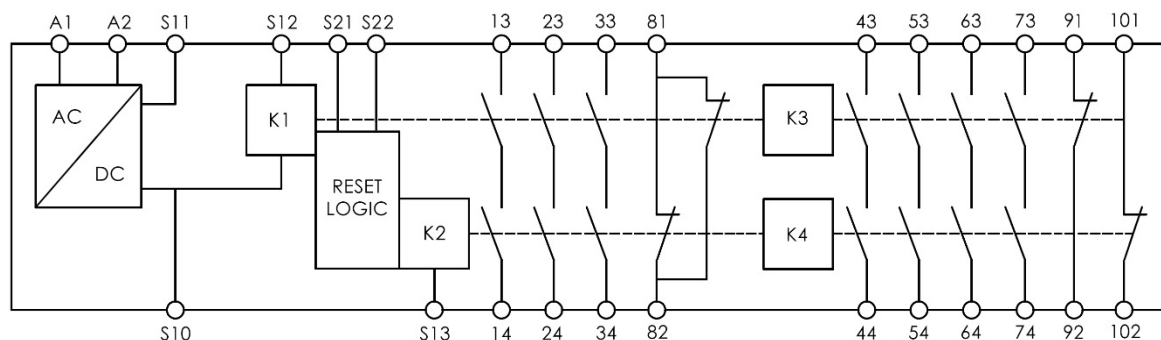 A1 A2 S11 S12 S21 S22 13 23 33 81 43 53 63 73 91 101
AC
DC
K1
RESET
LOGIC
K2
K3
K4
S10 S13 14 24 34 82 44 54 64 74 92 102